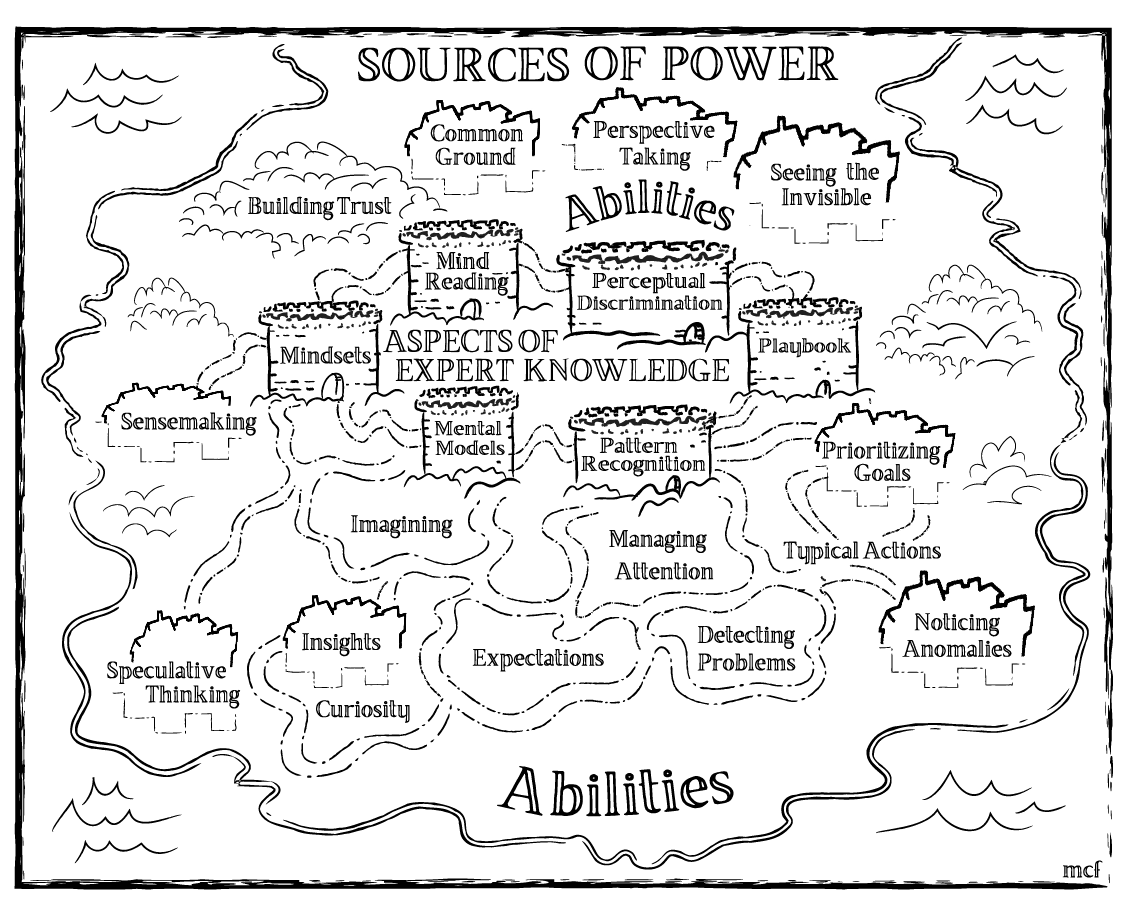 SOURCES OF POWER
Common
Ground
Perspective
Taking
Seeing the
Invisible
Building Trust
Abilities
Mind
Reading
Perceptual
Discrimination
Mindsets
ASPECTS OF
EXPERT KNOWLEDGE
Playbook
Sensemaking
Mental
Models
Pattern
Recognition
Prioritizing
Goals
Imagining
Managing
Attention
Typical Actions
Speculative
Thinking
Insights
Curiosity
Expectations
Detecting
Problems
Noticing
Anomalies
Abilities
mcf